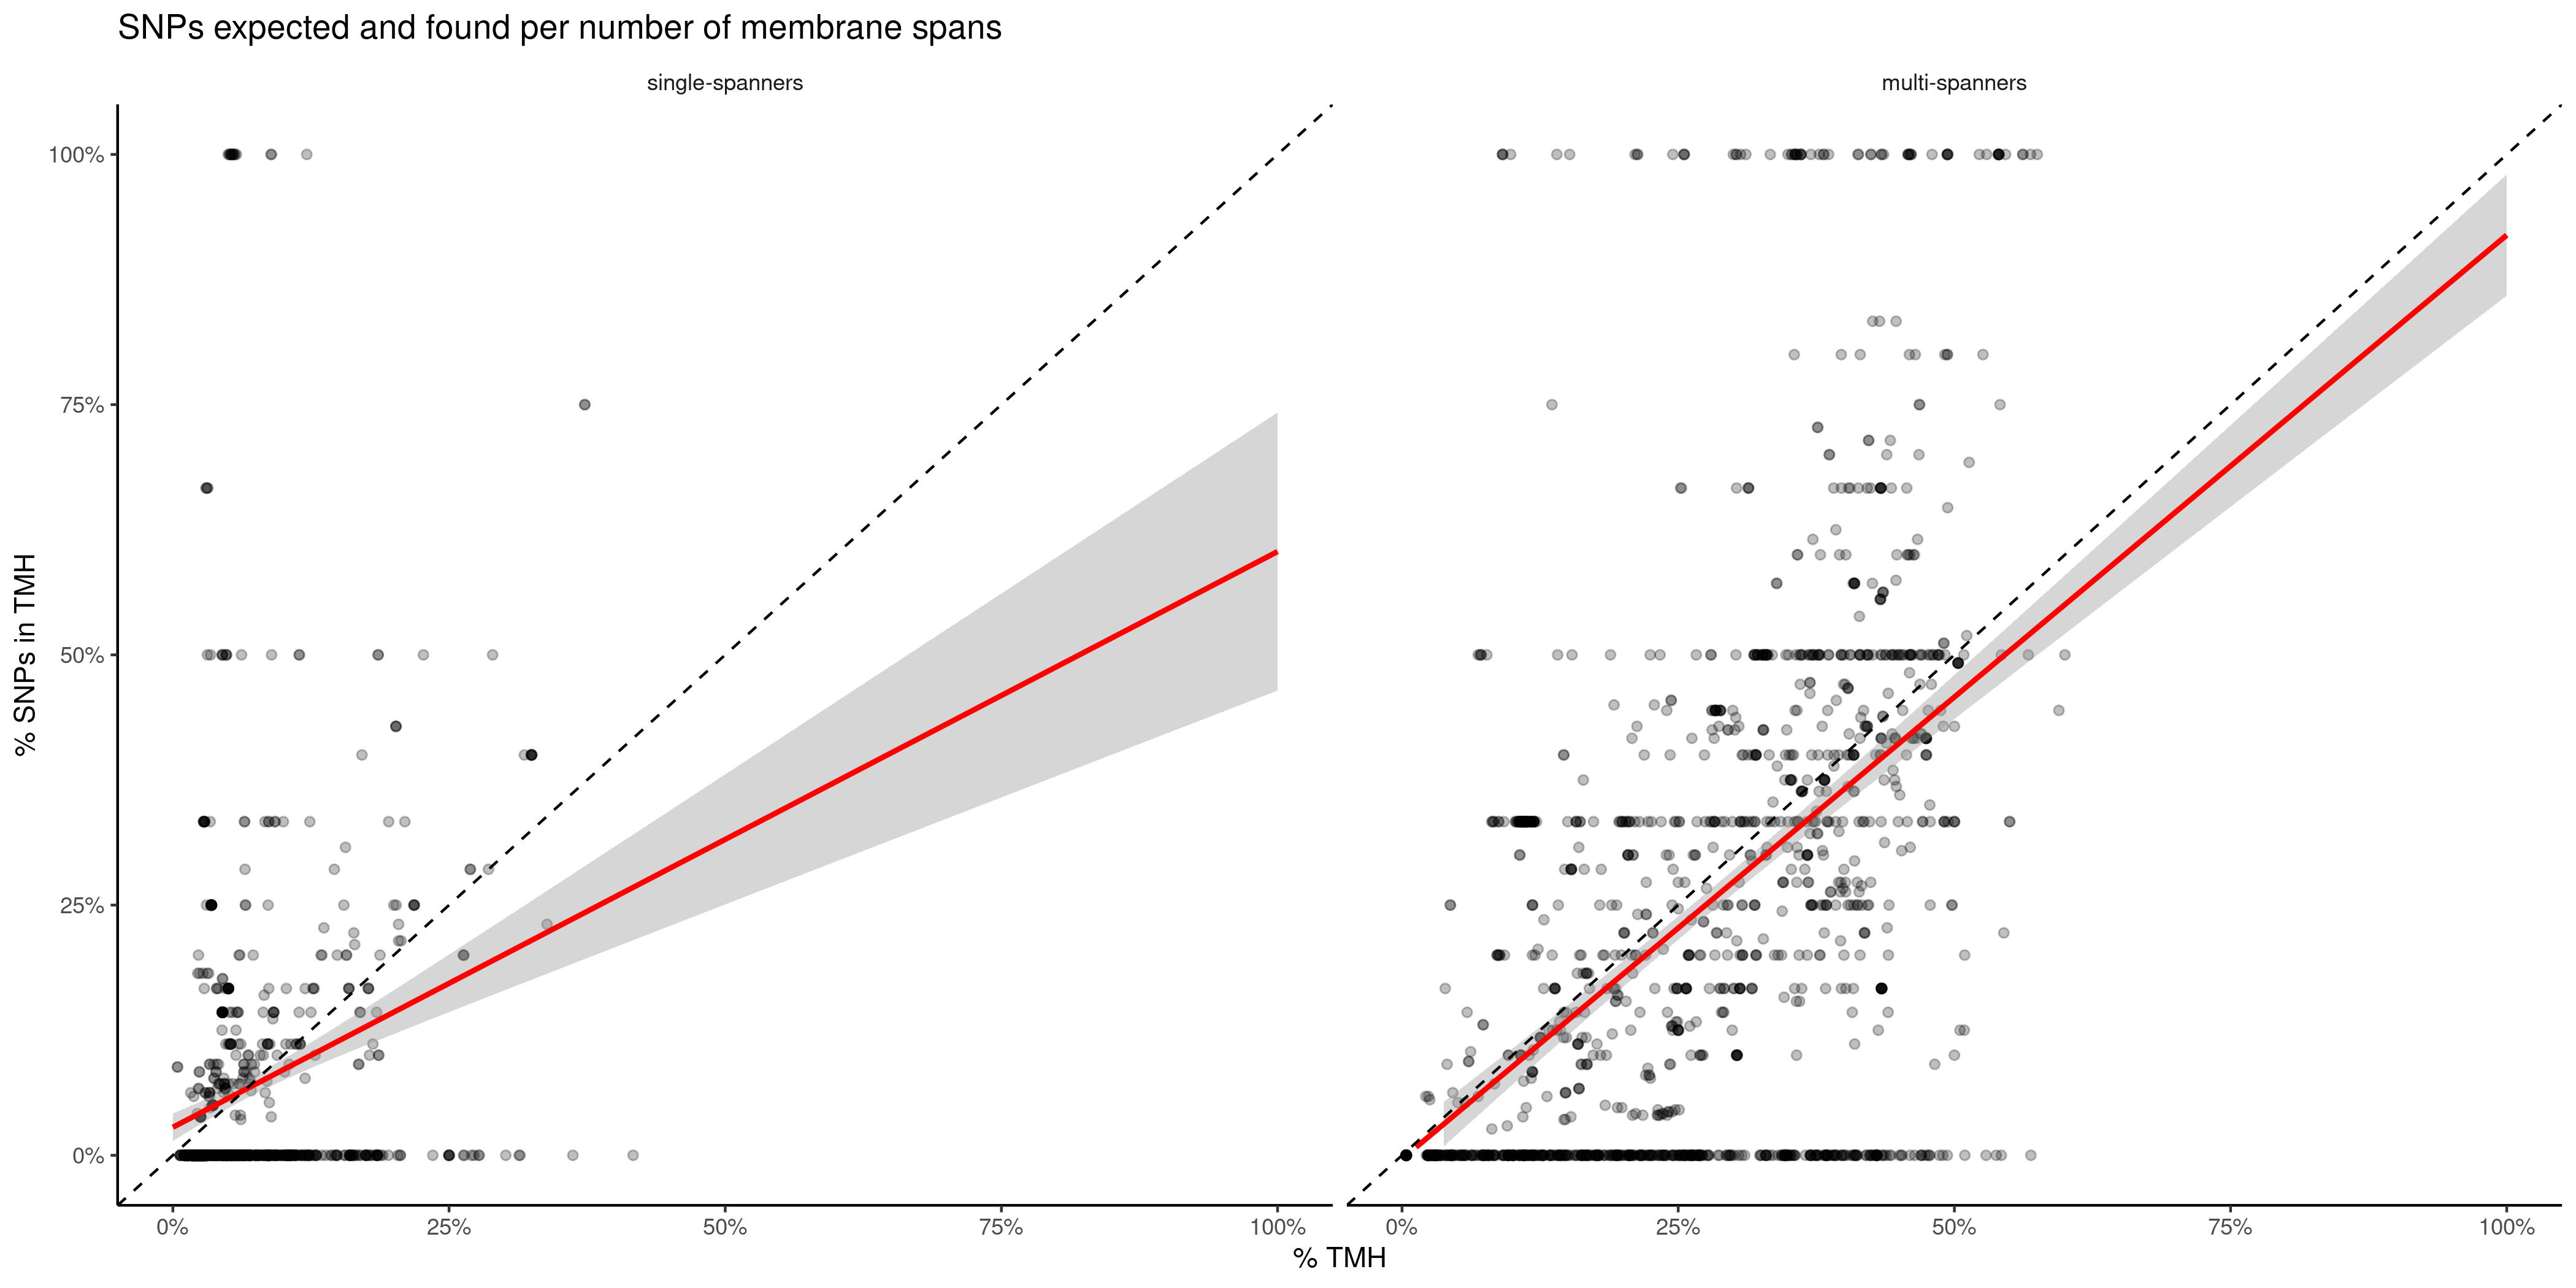 SNPs expected and found per number of membrane spans
single-spanners
multi-spanners
% SNPs in TMH
100%
75%
50%
25%
0%
0% 25% 50% 75% 100%
0% 25% 50% 75% 100%
% TMH